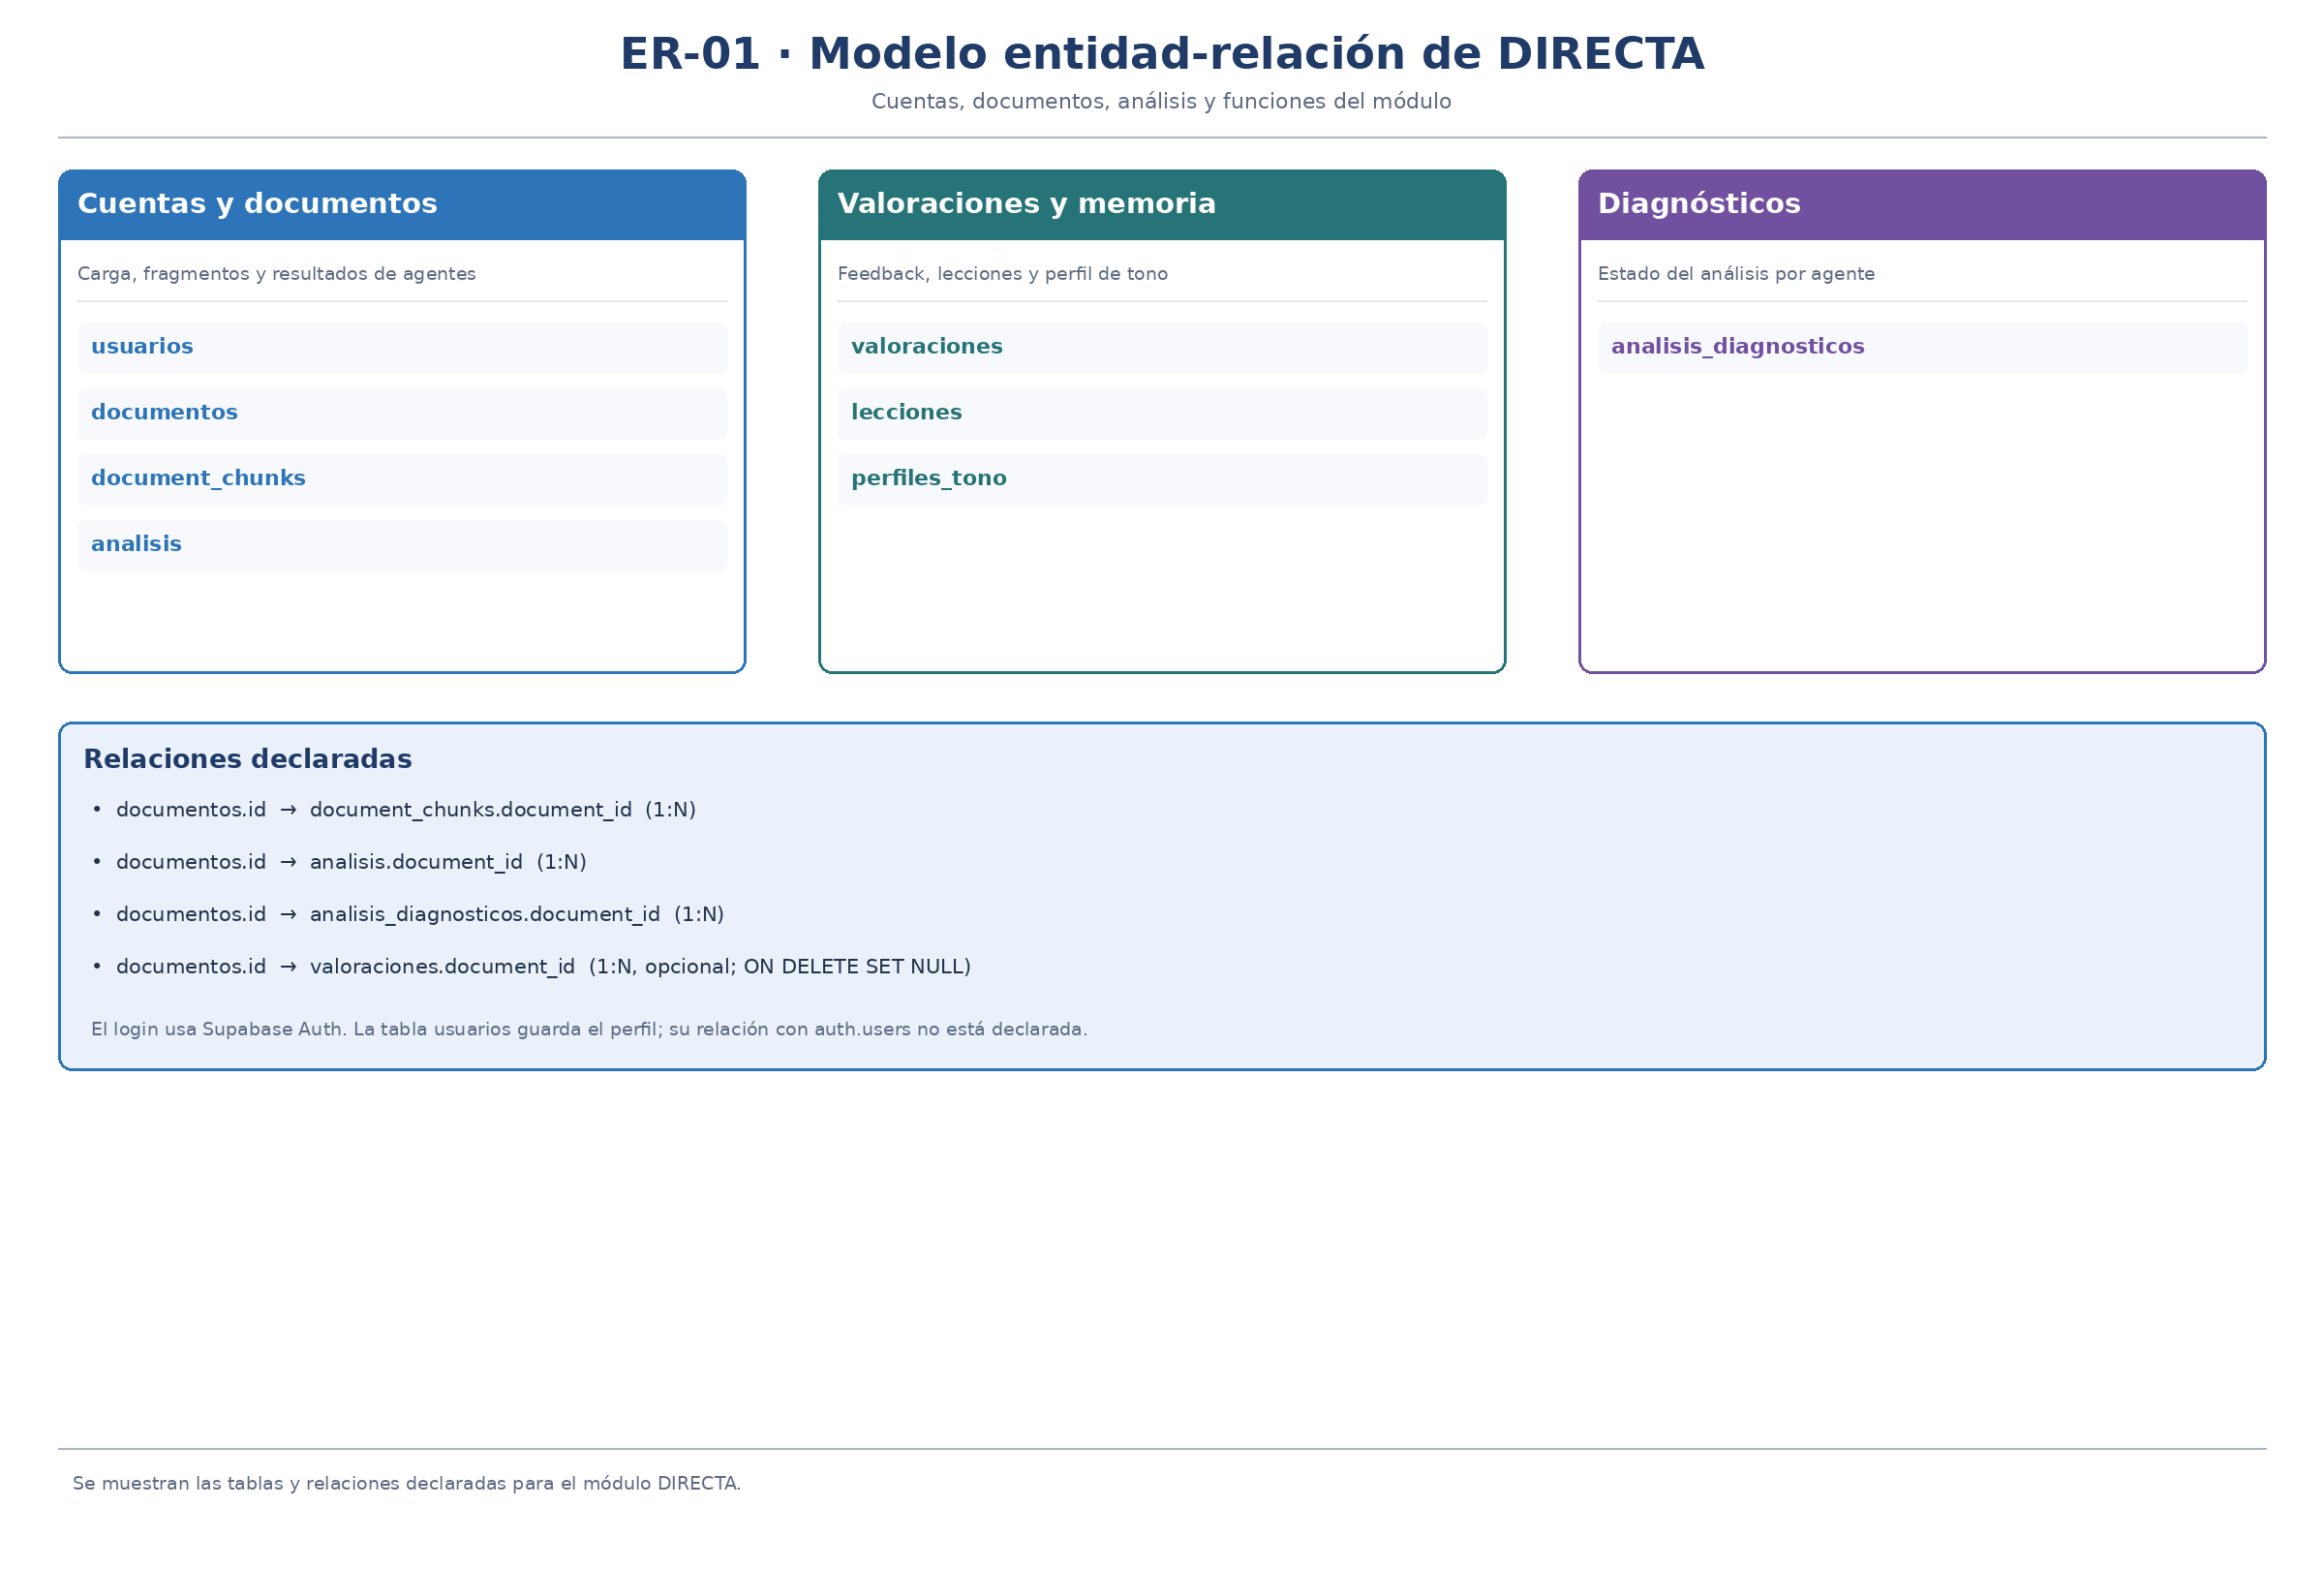 ER-01 · Modelo entidad-relación de DIRECTA
Cuentas, documentos, análisis y funciones del módulo
Cuentas y documentos
Carga, fragmentos y resultados de agentes
usuarios
documentos
document_chunks
analisis
Valoraciones y memoria
Feedback, lecciones y perfil de tono
valoraciones
lecciones
perfiles_tono
Diagnósticos
Estado del análisis por agente
analisis_diagnosticos
Relaciones declaradas
• documentos.id → document_chunks.document_id (1:N)
• documentos.id → analisis.document_id (1:N)
• documentos.id → analisis_diagnosticos.document_id (1:N)
• documentos.id → valoraciones.document_id (1:N, opcional; ON DELETE SET NULL)
El login usa Supabase Auth. La tabla usuarios guarda el perfil; su relación con auth.users no está declarada.
Se muestran las tablas y relaciones declaradas para el módulo DIRECTA.